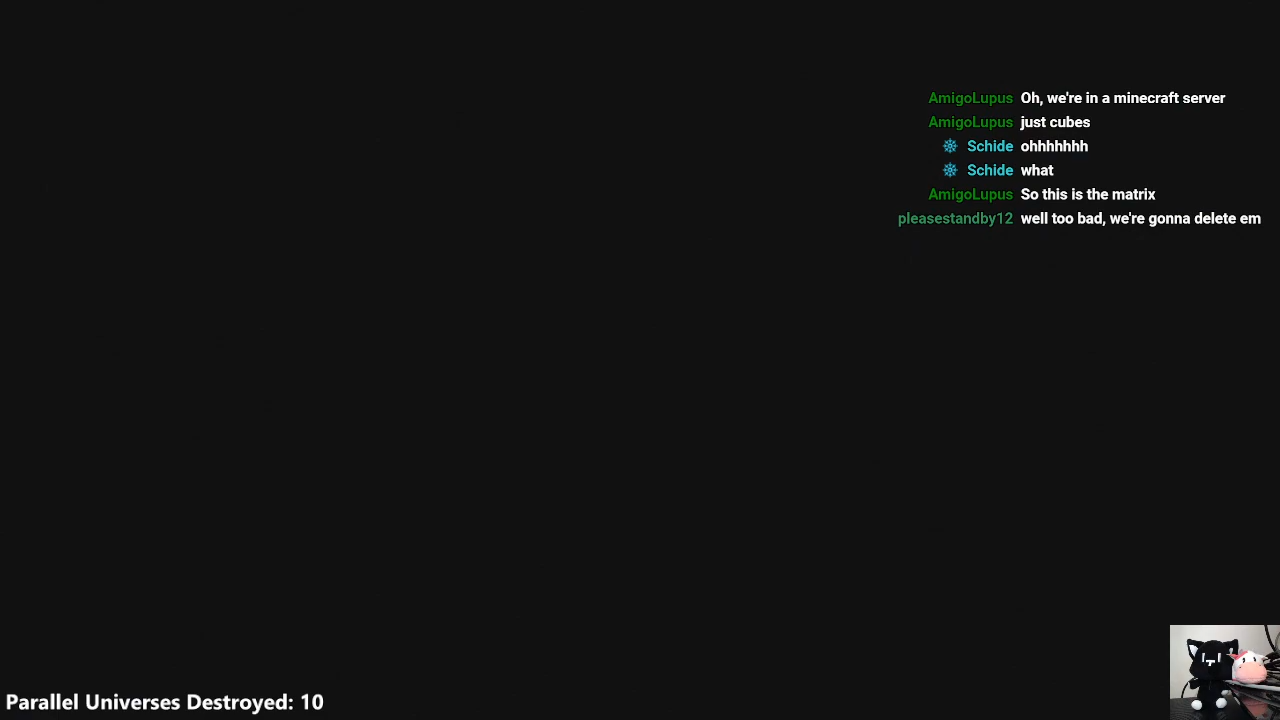 AmigoLupus Oh, we're in a minecraft server
AmigoLupus just cubes
Schide ohhhhhhh
Schide what
AmigoLupus So this is the matrix
pleasestandby12 well too bad, we're gonna delete em
Parallel Universes Destroyed: 10